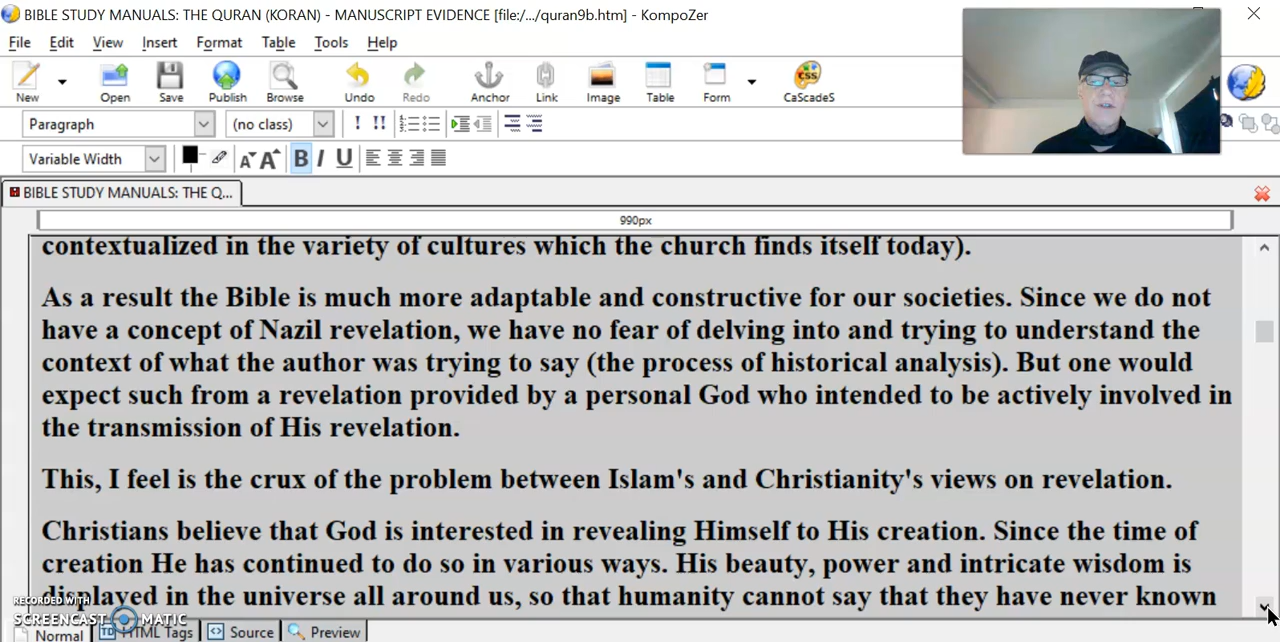 BIBLE STUDY MANUALS: THE QURAN (KORAN) - MANUSCRIPT EVIDENCE [file:/.../quran9b.htm] - KompoZer
File Edit View Insert Format Table Tools Help
New Open Save Publish Browse Undo Redo Anchor Link Image Table Form CaScadeS
Paragraph (no class)
Variable Width
BIBLE STUDY MANUALS: THE Q...
990px
contextualized in the variety of cultures which the church finds itself today).
As a result the Bible is much more adaptable and constructive for our societies. Since we do not
have a concept of Nazil revelation, we have no fear of delving into and trying to understand the
context of what the author was trying to say (the process of historical analysis). But one would
expect such from a revelation provided by a personal God who intended to be actively involved in
the transmission of His revelation.
This, I feel is the crux of the problem between Islam's and Christianity's views on revelation.
Christians believe that God is interested in revealing Himself to His creation. Since the time of
creation He has continued to do so in various ways. His beauty, power and intricate wisdom is
displayed in the universe all around us, so that humanity cannot say that they have never known
RECORDED WITH
SCREENCAST MATIC
Normal HTML Tags Source Preview